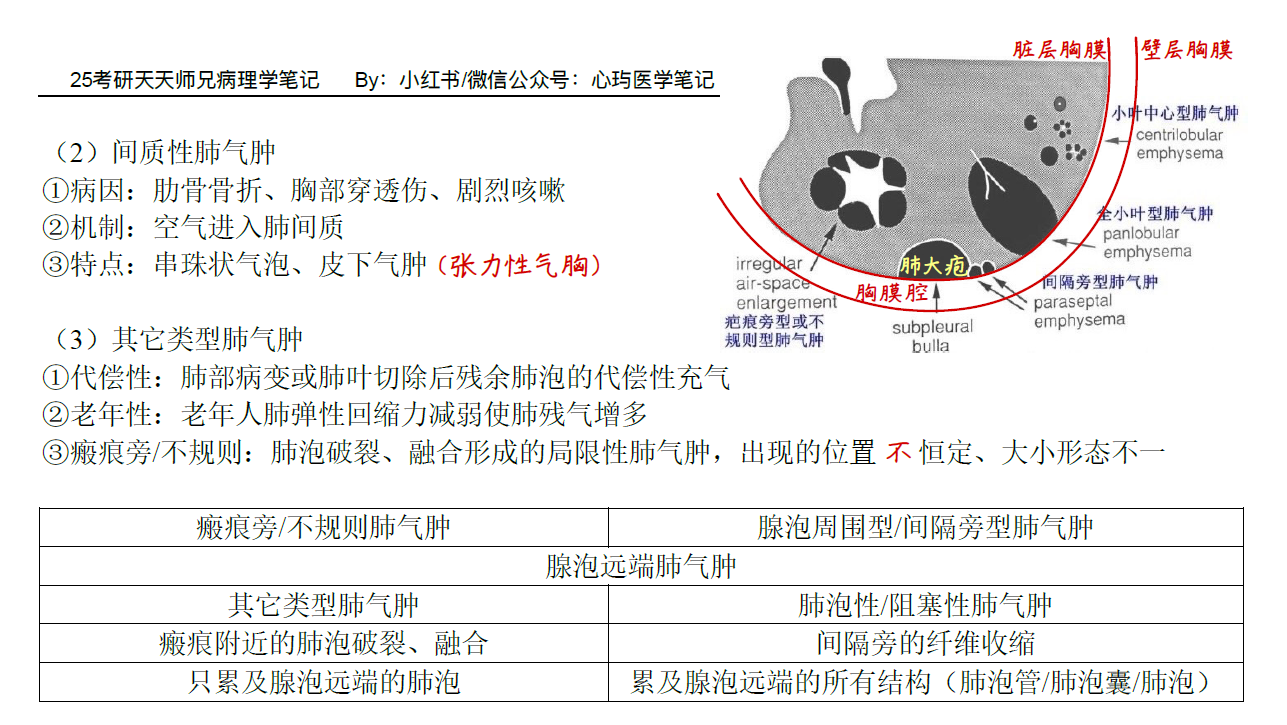 25考研天天师兄病理学笔记 By：小红书/微信公众号：心玙医学笔记
（2）间质性肺气肿
①病因：肋骨骨折、胸部穿透伤、剧烈咳嗽
②机制：空气进入肺间质
③特点：串珠状气泡、皮下气肿（张力性气胸）
脏层胸膜 壁层胸膜
小叶中心型肺气肿
centrilobular
emphysema
全小叶型肺气肿
panlobular
emphysema
肺大疱
胸膜腔
间隔旁型肺气肿
paraseptal
emphysema
irregular
air-space
enlargement
疤痕旁型或不
规则型肺气肿
subpleural
bulla
（3）其它类型肺气肿
①代偿性：肺部病变或肺叶切除后残余肺泡的代偿性充气
②老年性：老年人肺弹性回缩力减弱使肺残气增多
③瘢痕旁/不规则：肺泡破裂、融合形成的局限性肺气肿，出现的位置 不 恒定、大小形态不一
瘢痕旁/不规则肺气肿 腺泡周围型/间隔旁型肺气肿
腺泡远端肺气肿
其它类型肺气肿 肺泡性/阻塞性肺气肿
瘢痕附近的肺泡破裂、融合 间隔旁的纤维收缩
只累及腺泡远端的肺泡 累及腺泡远端的所有结构（肺泡管/肺泡囊/肺泡）